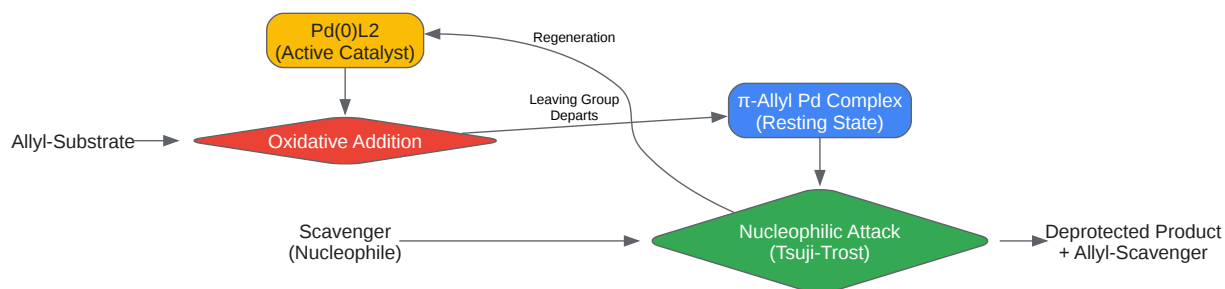 Pd(0)L2
(Active Catalyst)
Regeneration
Leaving Group
Departs
π-Allyl Pd Complex
(Resting State)
Allyl-Substrate
Oxidative Addition
Scavenger
(Nucleophile)
Nucleophilic Attack
(Tsuji-Trost)
Deprotected Product
+ Allyl-Scavenger